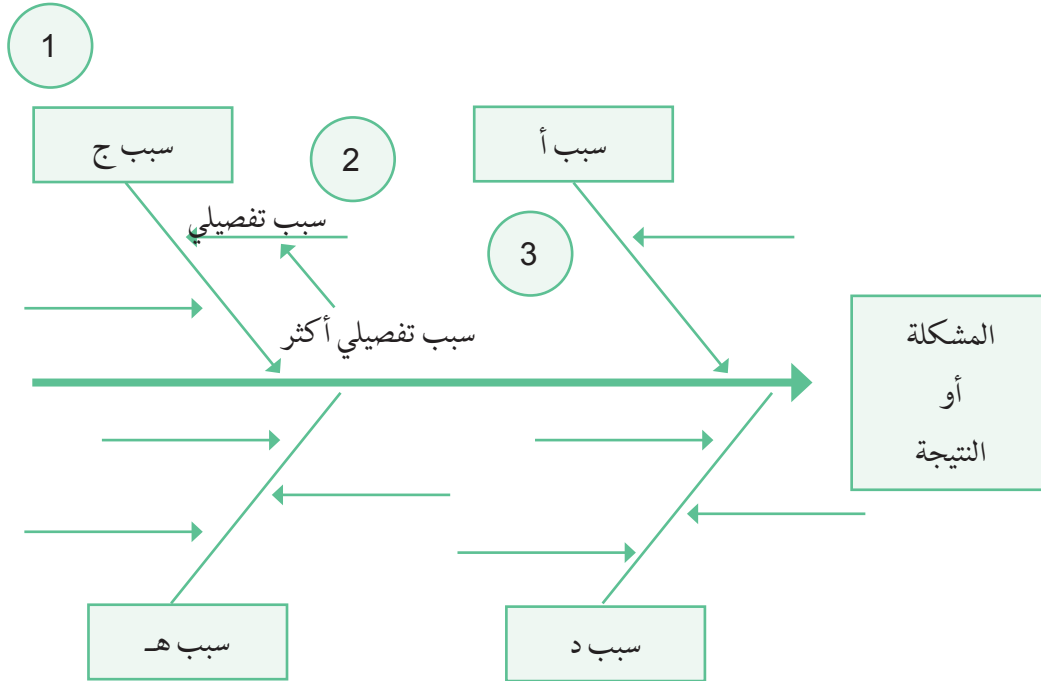 1
سبب أ
سبب ج
2
سبب تفصيلي
3
سبب تفصيلي أكثر
المشكلة
أو
النتيجة
سبب د
سبب هـ